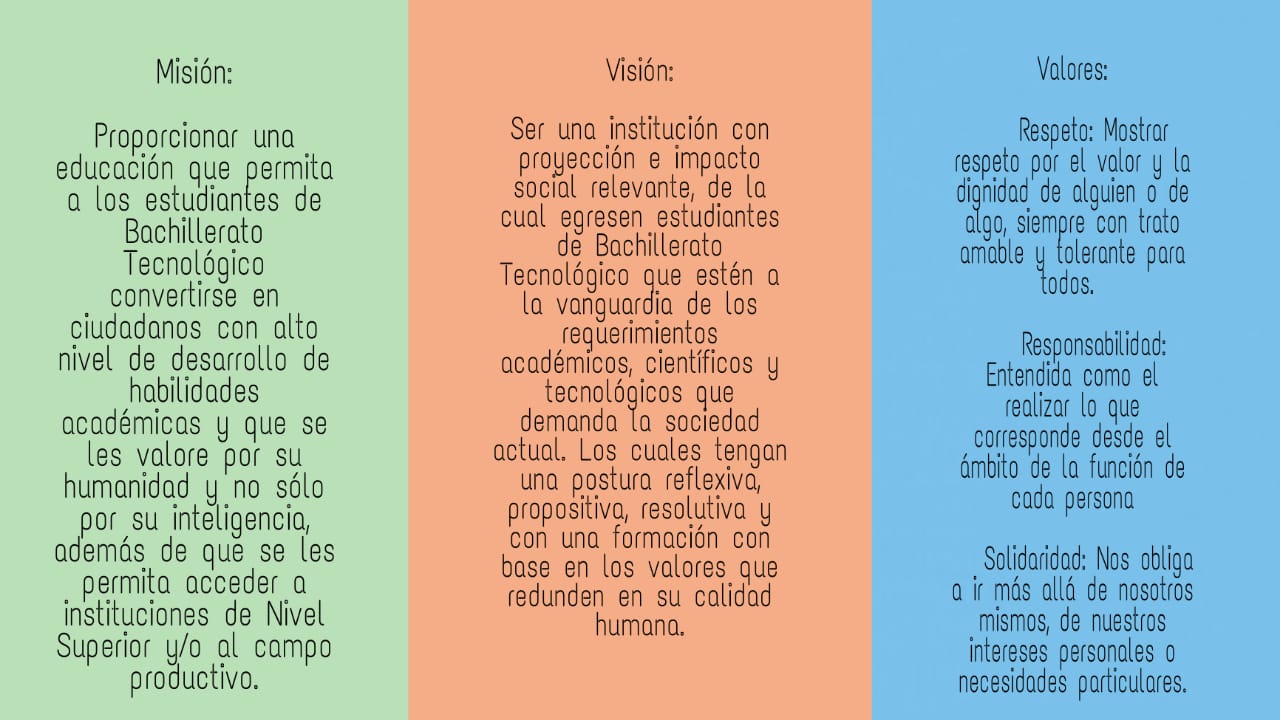 Misión:
Proporcionar una
educación que permita
a los estudiantes de
Bachillerato
Tecnológico
convertirse en
ciudadanos con alto
nivel de desarrollo de
habilidades
académicas y que se
les valore por su
humanidad y no sólo
por su inteligencia,
además de que se les
permita acceder a
instituciones de Nivel
Superior y/o al campo
productivo.
Visión:
Ser una institución con
proyección e impacto
social relevante, de la
cual egresen estudiantes
de Bachillerato
Tecnológico que estén a
la vanguardia de los
requerimientos
académicos, científicos y
tecnológicos que
demanda la sociedad
actual. Los cuales tengan
una postura reflexiva,
propositiva, resolutiva y
con una formación con
base en los valores que
redunden en su calidad
humana.
Valores:
Respeto: Mostrar
respeto por el valor y la
dignidad de alguien o de
algo, siempre con trato
amable y tolerante para
todos.
Responsabilidad:
Entendida como el
realizar lo que
corresponde desde el
ámbito de la función de
cada persona
Solidaridad: Nos obliga
a ir más allá de nosotros
mismos, de nuestros
intereses personales o
necesidades particulares.